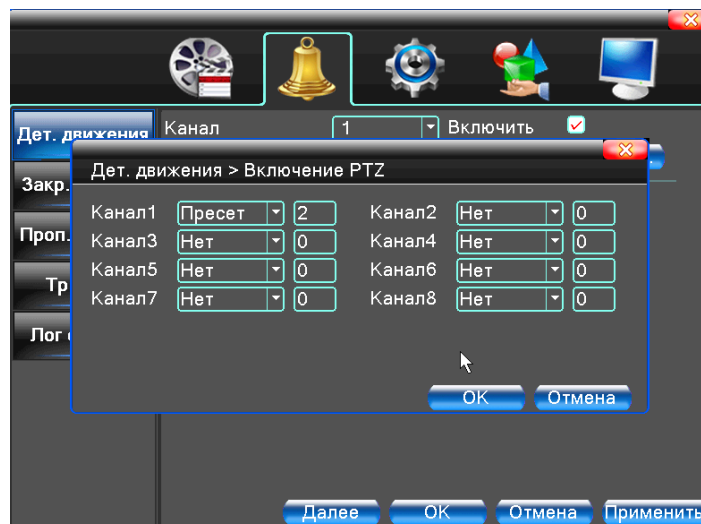 Дет. движения
Канал 1 Включить
Дет. движения > Включение PTZ
Закр.
Канал1 Пресет 2 Канал2 Нет 0
Проп.
Канал3 Нет 0 Канал4 Нет 0
Канал5 Нет 0 Канал6 Нет 0
Тр
Канал7 Нет 0 Канал8 Нет 0
Лог
OK Отмена
Далее OK Отмена Применить